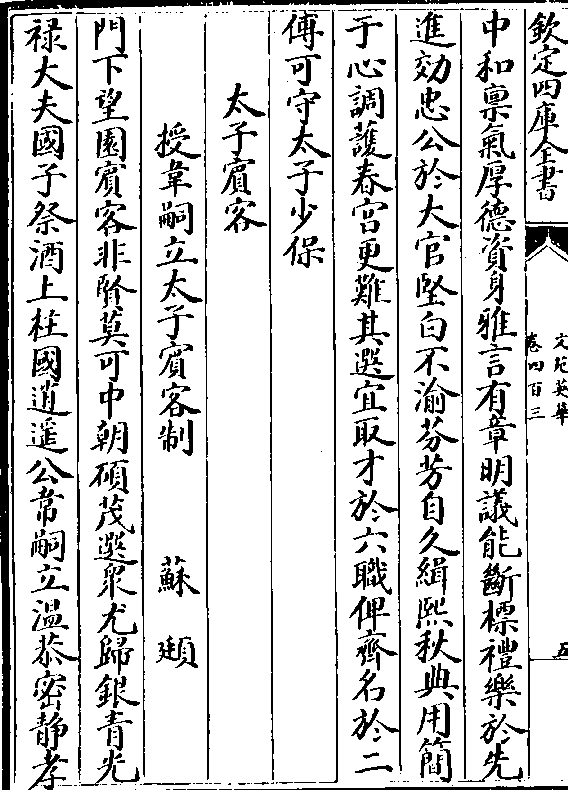 欽定四庫全書
文苑英華
卷四百三
五
中和禀氣厚德資身雅言有章明議能斷標禮樂於先
進効忠公於大官堅白不渝芬芳自久緝熙秋典用簡
于心調護春宮更難其選宜取才於六職俾齊名於二
傅可守太子少保
太子賓客
授韋嗣立太子賓客制 蘇頲
門下望園賓客非賢莫可中朝碩茂選衆尤歸銀青光
禄大夫國子祭酒上柱國逍遥公常嗣立温恭密静孝